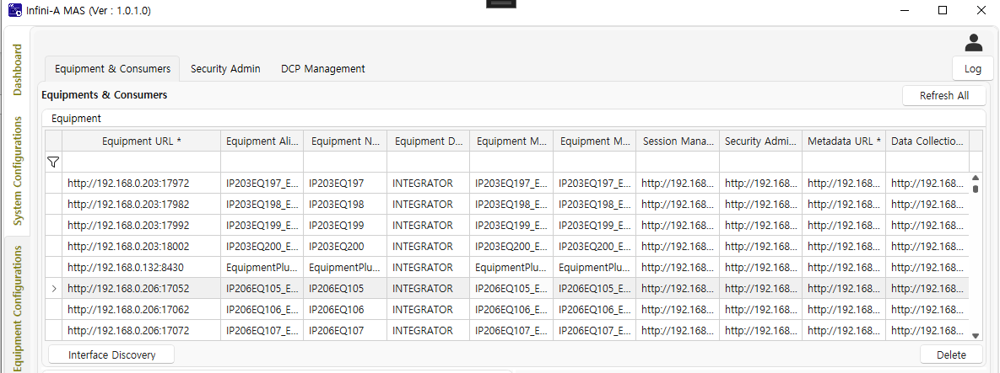 Infini-A MAS (Ver : 1.0.1.0)
Dashboard
System Configurations
Equipment Configurations
Equipment & Consumers Security Admin DCP Management
Log
Equipments & Consumers
Refresh All
Equipment
Equipment URL * Equipment Ali... Equipment N... Equipment D... Equipment M... Equipment M... Session Mana... Security Admi... Metadata URL * Data Collectio...
http://192.168.0.203:17972 IP203EQ197_E... IP203EQ197 INTEGRATOR IP203EQ197_E... IP203EQ197_E... http://192.168... http://192.168... http://192.168... http://192.168...
http://192.168.0.203:17982 IP203EQ198_E... IP203EQ198 INTEGRATOR IP203EQ198_E... IP203EQ198_E... http://192.168... http://192.168... http://192.168... http://192.168...
http://192.168.0.203:17992 IP203EQ199_E... IP203EQ199 INTEGRATOR IP203EQ199_E... IP203EQ199_E... http://192.168... http://192.168... http://192.168... http://192.168...
http://192.168.0.203:18002 IP203EQ200_E... IP203EQ200 INTEGRATOR IP203EQ200_E... IP203EQ200_E... http://192.168... http://192.168... http://192.168... http://192.168...
http://192.168.0.132:8430 EquipmentPlu... EquipmentPlu... INTEGRATOR EquipmentPlu... EquipmentPlu... http://192.168... http://192.168... http://192.168... http://192.168...
http://192.168.0.206:17052 IP206EQ105_E... IP206EQ105 INTEGRATOR IP206EQ105_E... IP206EQ105_E... http://192.168... http://192.168... http://192.168... http://192.168...
http://192.168.0.206:17062 IP206EQ106_E... IP206EQ106 INTEGRATOR IP206EQ106_E... IP206EQ106_E... http://192.168... http://192.168... http://192.168... http://192.168...
http://192.168.0.206:17072 IP206EQ107_E... IP206EQ107 INTEGRATOR IP206EQ107_E... IP206EQ107_E... http://192.168... http://192.168... http://192.168... http://192.168...
Interface Discovery
Delete